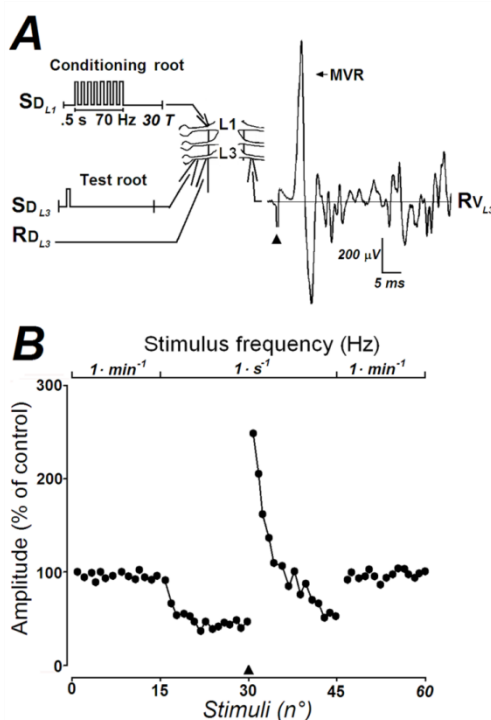 A
Conditioning root
SD L1
.5 s 70 Hz 30 T
L1
L3
Test root
SD L3
RD L3
MVR
RV L3
200 µV
5 ms
B
Stimulus frequency (Hz)
1· min⁻¹ 1· s⁻¹ 1· min⁻¹
Amplitude (% of control)
300
200
100
0
0 15 30 45 60
Stimuli (n°)